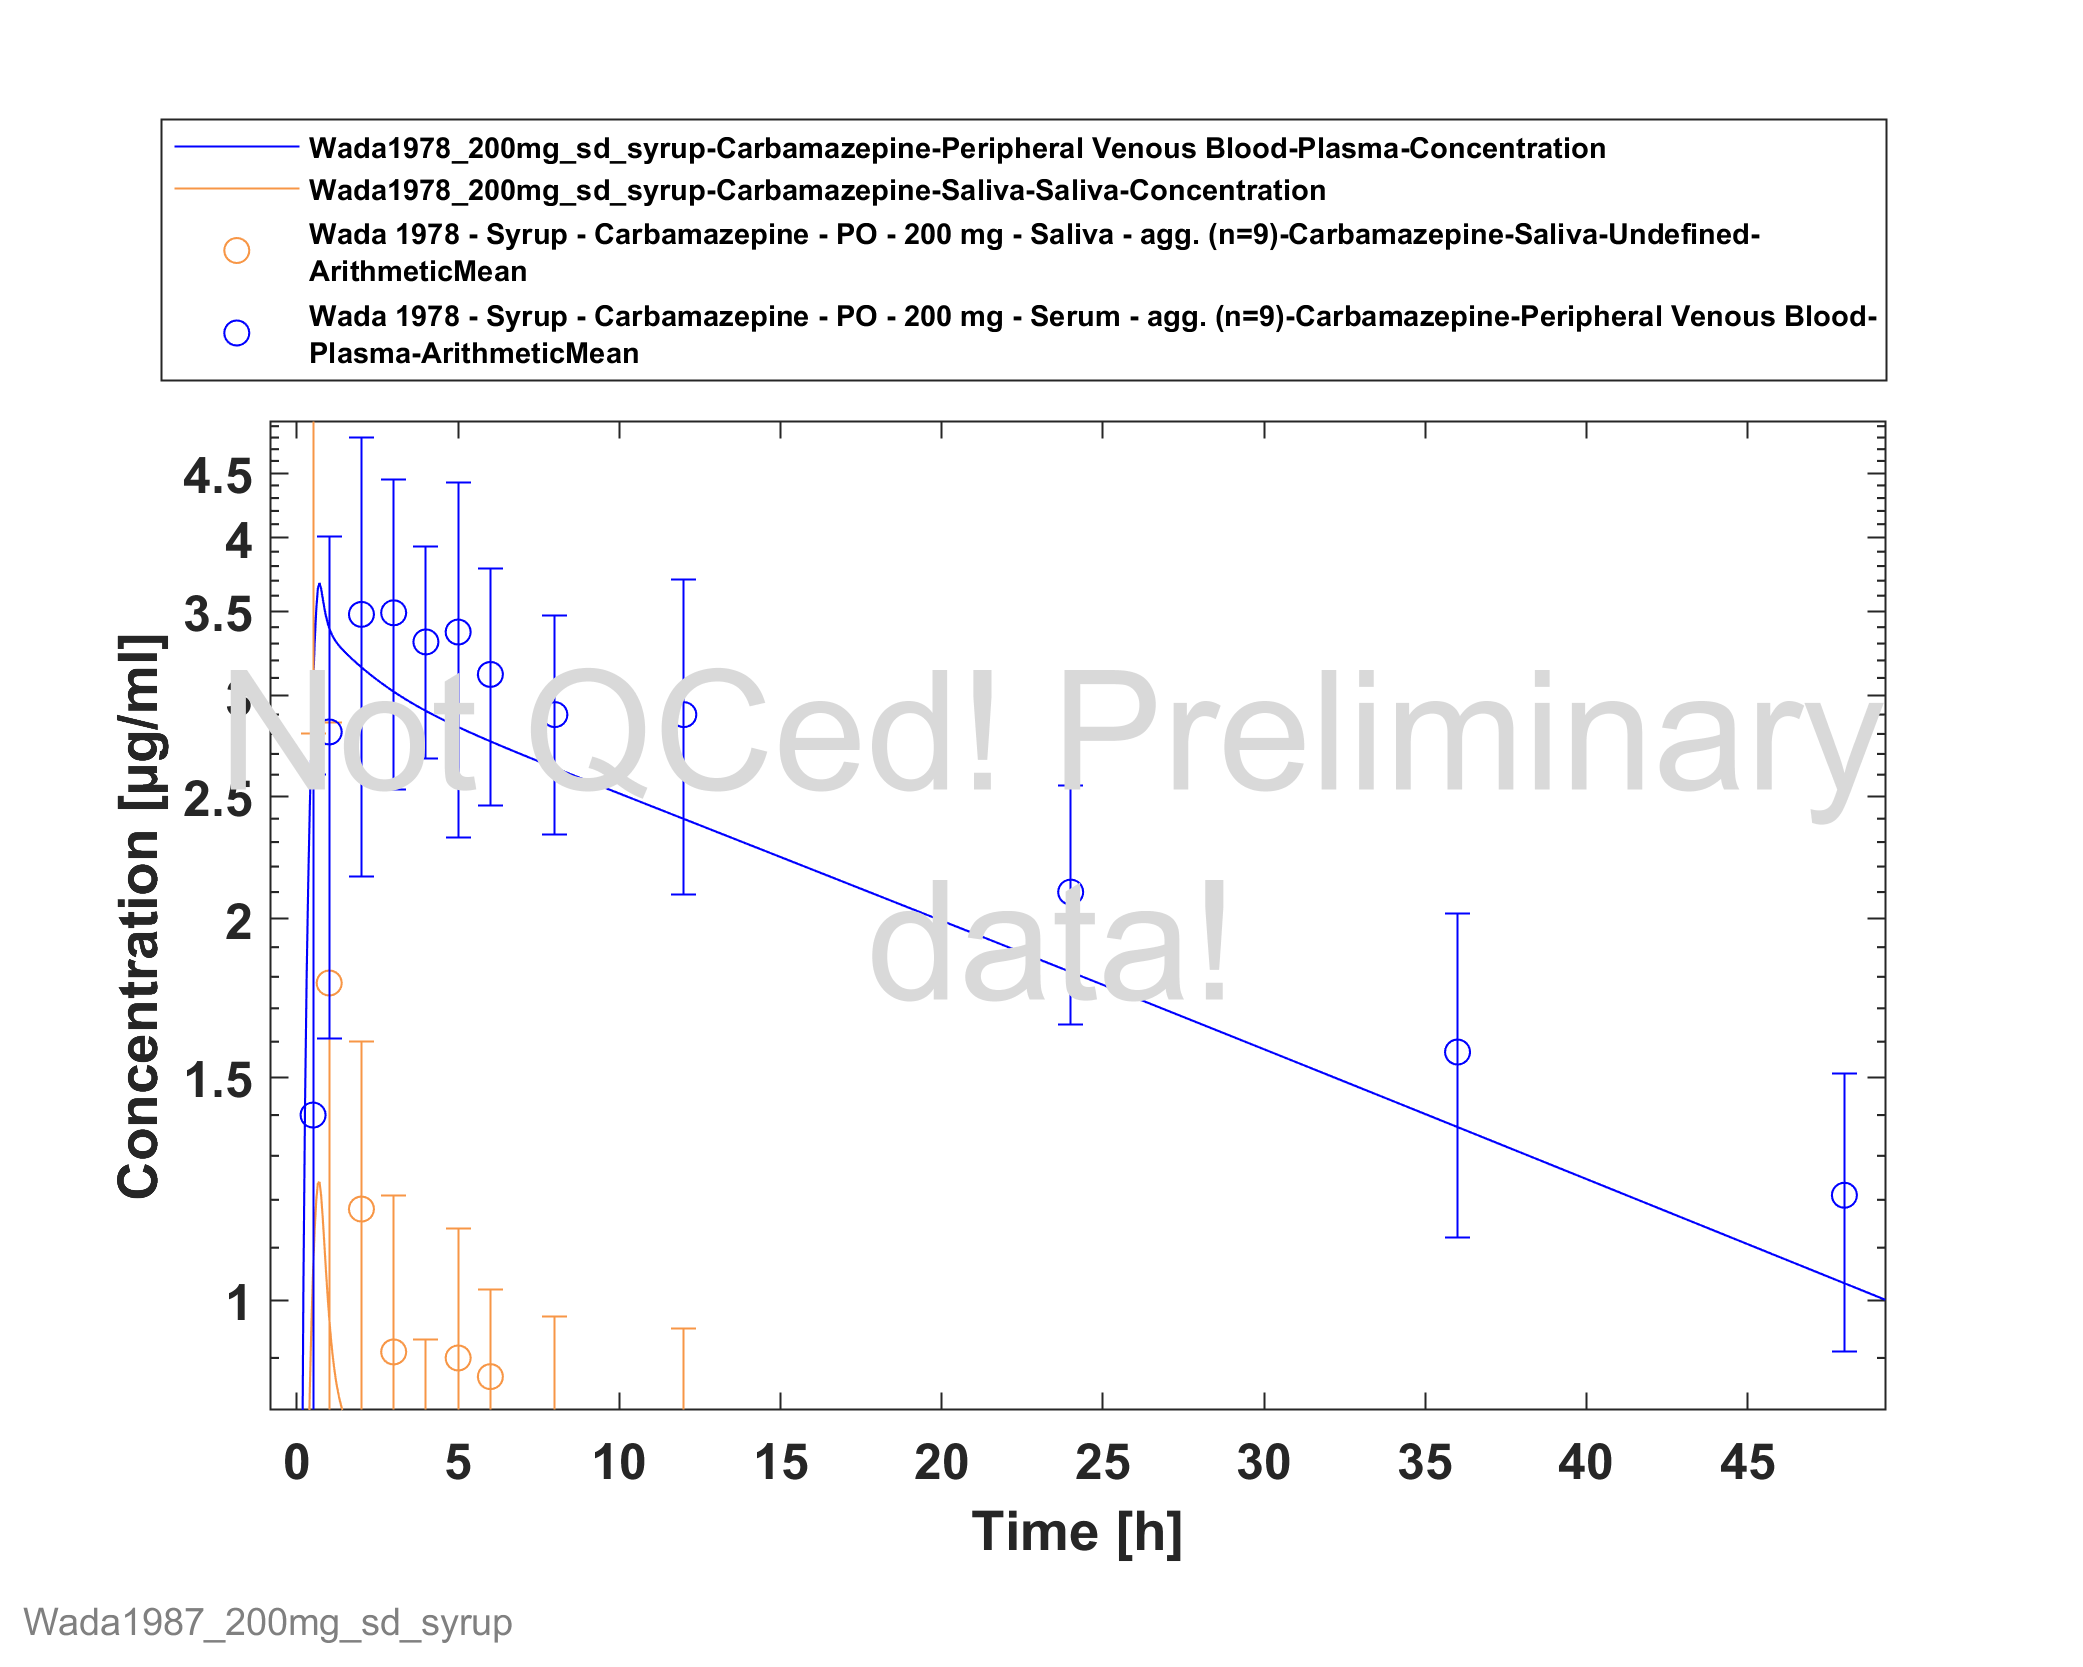 Wada1978_200mg_sd_syrup-Carbamazepine-Peripheral Venous Blood-Plasma-Concentration
Wada1978_200mg_sd_syrup-Carbamazepine-Saliva-Saliva-Concentration
Wada 1978 - Syrup - Carbamazepine - PO - 200 mg - Saliva - agg. (n=9)-Carbamazepine-Saliva-Undefined-
ArithmeticMean
Wada 1978 - Syrup - Carbamazepine - PO - 200 mg - Serum - agg. (n=9)-Carbamazepine-Peripheral Venous Blood-
Plasma-ArithmeticMean
4.5
4
3.5
3
2.5
2
1.5
1
Concentration [µg/ml]
Not QCed! Preliminary
data!
0 5 10 15 20 25 30 35 40 45
Time [h]
Wada1987_200mg_sd_syrup